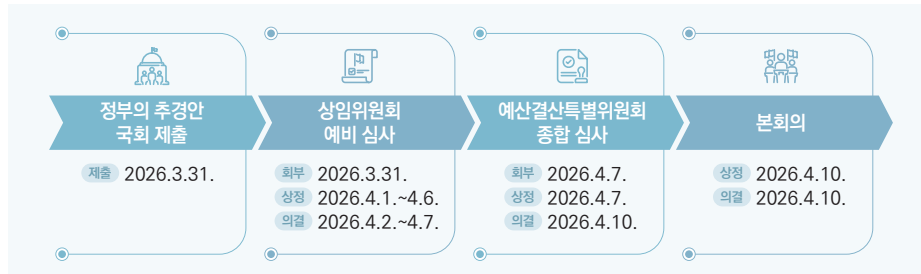 정부의 추경안
국회 제출
제출 2026.3.31.
상임위원회
예비 심사
회부 2026.3.31.
상정 2026.4.1.~4.6.
의결 2026.4.2.~4.7.
예산결산특별위원회
종합 심사
회부 2026.4.7.
상정 2026.4.7.
의결 2026.4.10.
본회의
상정 2026.4.10.
의결 2026.4.10.